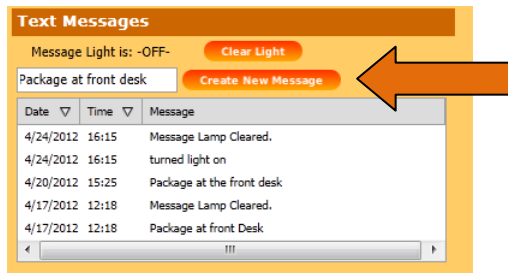 Text Messages
Message Light is: -OFF- Clear Light
Package at front desk Create New Message
Date Time Message
4/24/2012 16:15 Message Lamp Cleared.
4/24/2012 16:15 turned light on
4/20/2012 15:25 Package at the front desk
4/17/2012 12:18 Message Lamp Cleared.
4/17/2012 12:18 Package at front Desk